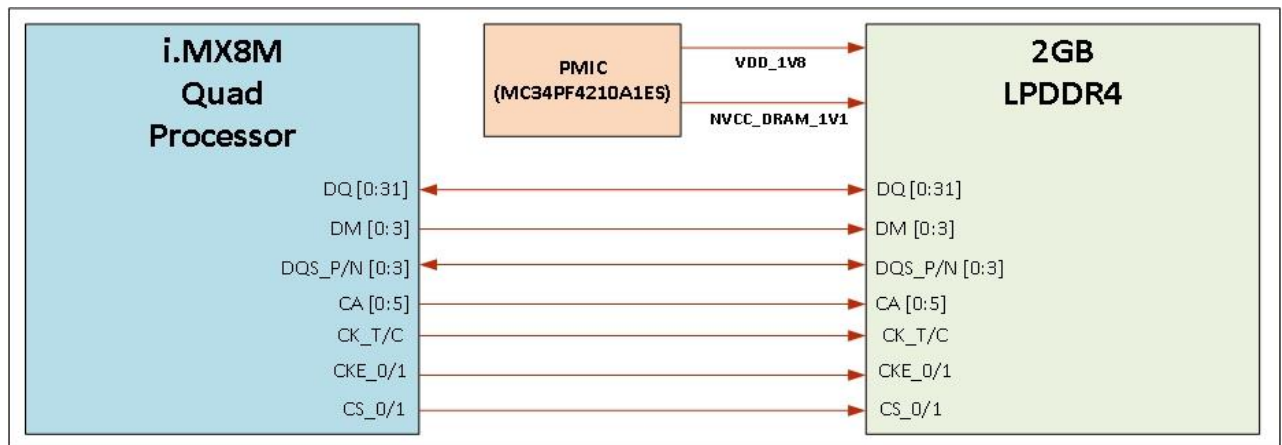 i.MX8M
Quad
Processor
PMIC
(MC34PF4210A1ES)
VDD_1V8
NVCC_DRAM_1V1
2GB
LPDDR4
DQ [0:31]
DQ [0:31]
DM [0:3]
DM [0:3]
DQS_P/N [0:3]
DQS_P/N [0:3]
CA [0:5]
CA [0:5]
CK_T/C
CK_T/C
CKE_0/1
CKE_0/1
CS_0/1
CS_0/1